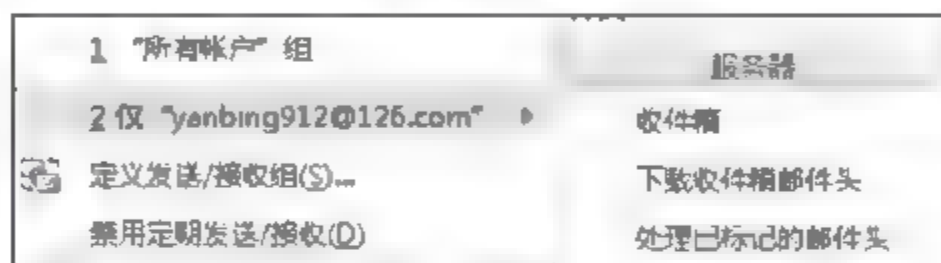 1 “所有帐户”组
2 仅“yanbing912@126.com”
定义发送/接收组(S)...
禁用定期发送/接收(D)
服务器
收件箱
下载收件箱邮件头
处理已标记的邮件头